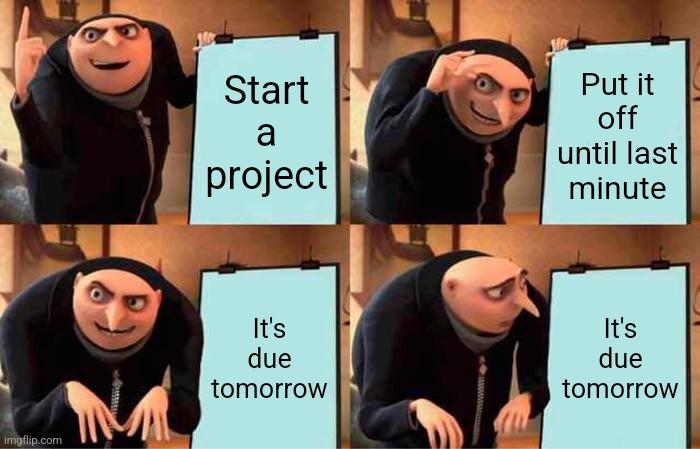 Start
a
project
Put it
off
until last
minute
It's
due
tomorrow
It's
due
tomorrow
imgflip.com